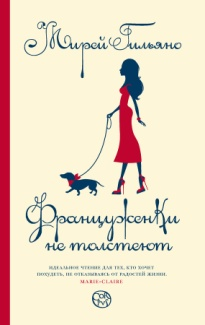 Мирей Гильяно
Француженки
не толстеют
ИДЕАЛЬНОЕ ЧТЕНИЕ ДЛЯ ТЕХ, КТО ХОЧЕТ
ПОХУДЕТЬ, НЕ ОТКАЗЫВАЯСЬ ОТ РАДОСТЕЙ ЖИЗНИ.
MARIE-CLAIRE